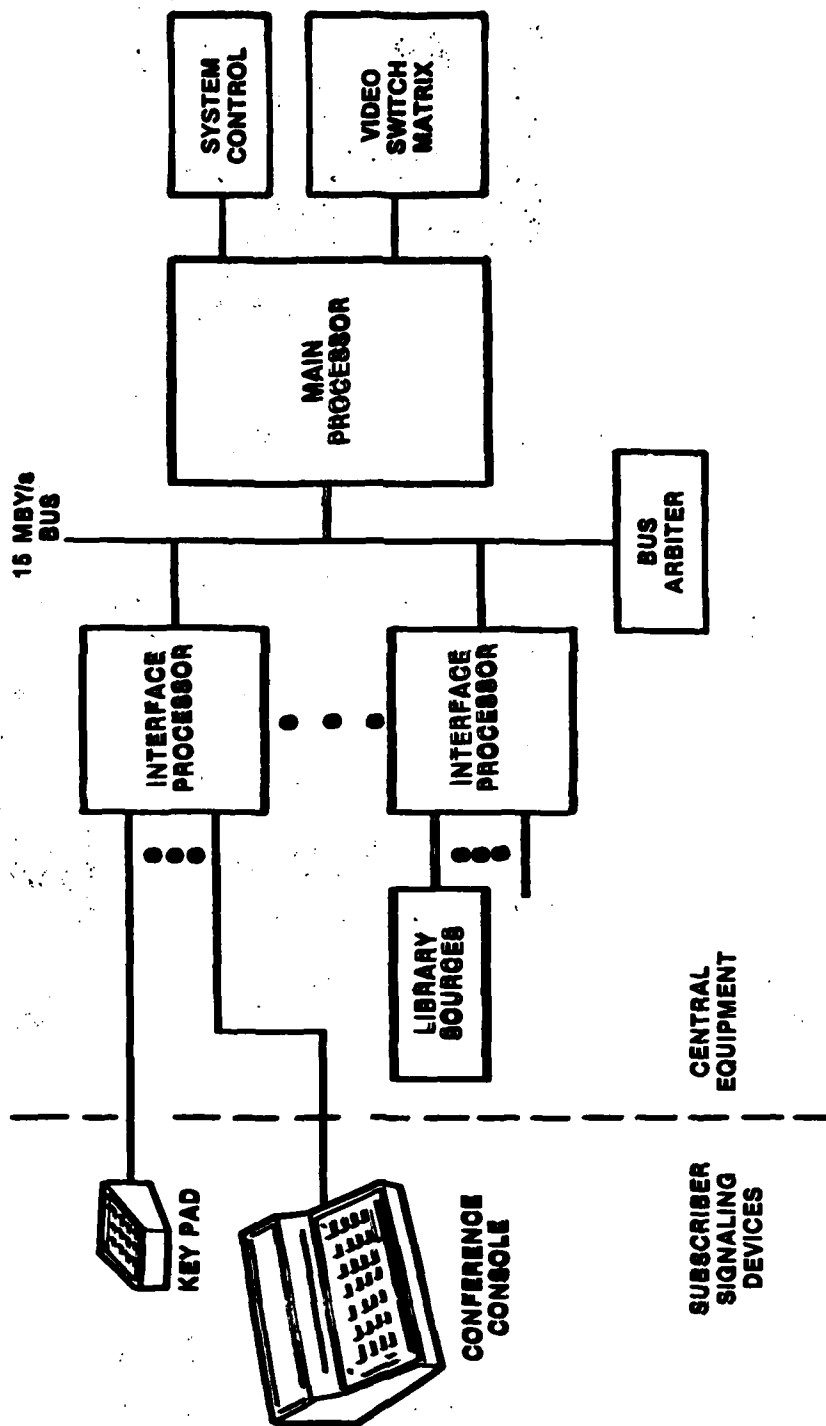 KEY PAD
CONFERENCE
CONSOLE
SUBSCRIBER
SIGNALING
DEVICES
INTERFACE
PROCESSOR
INTERFACE
PROCESSOR
LIBRARY
SOURCES
CENTRAL
EQUIPMENT
15 MBY/s
BUS
BUS
ARBITER
MAIN
PROCESSOR
SYSTEM
CONTROL
VIDEO
SWITCH
MATRIX